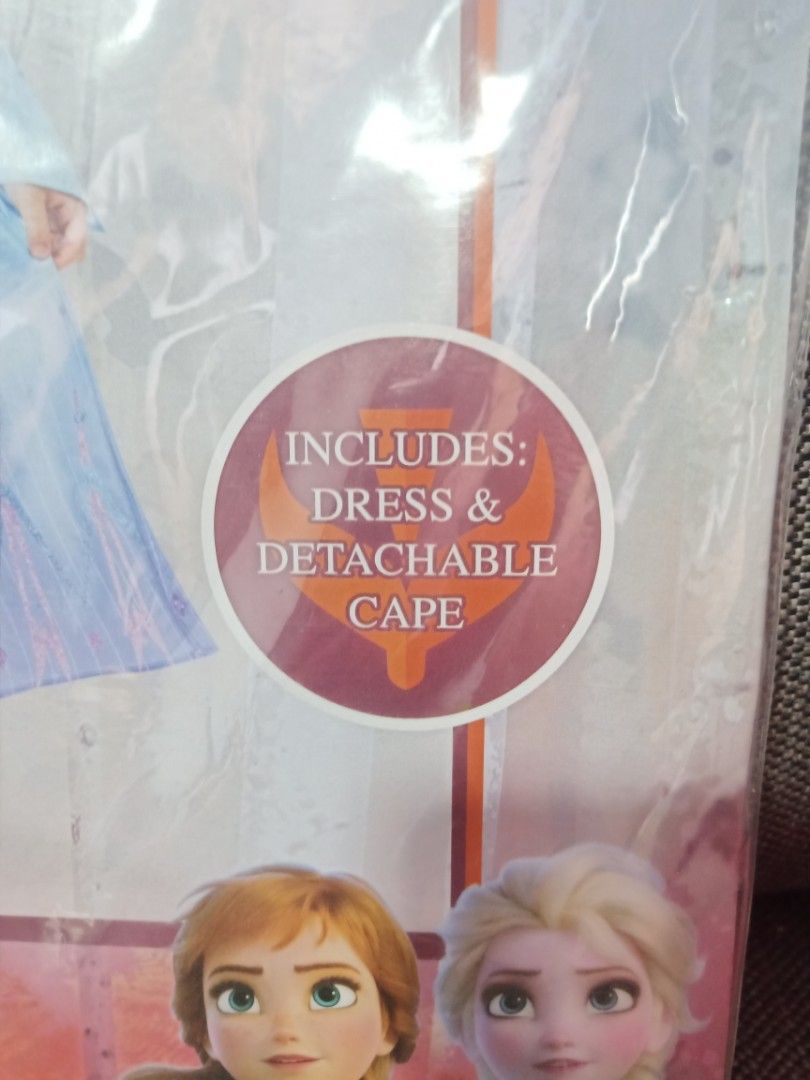 INCLUDES:
DRESS &
DETACHABLE
CAPE